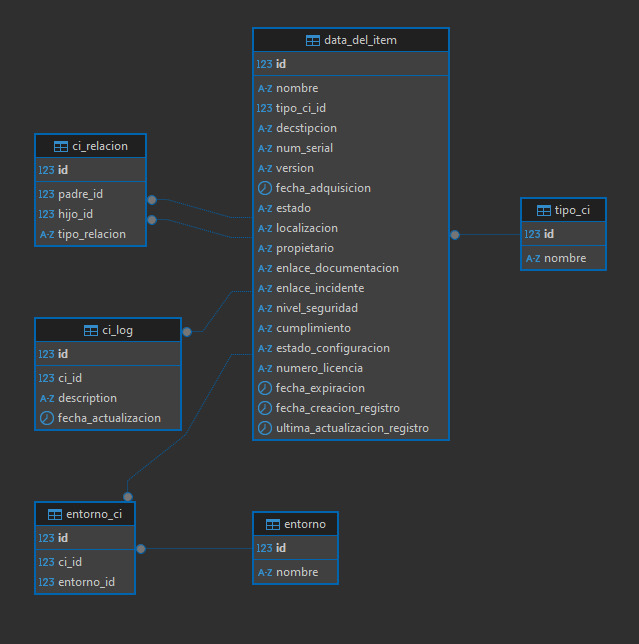 data_del_item
123 id
A-Z nombre
123 tipo_ci_id
A-Z decstipcion
A-Z num_serial
A-Z version
fecha_adquisicion
A-Z estado
A-Z localizacion
A-Z propietario
A-Z enlace_documentacion
A-Z enlace_incidente
A-Z nivel_seguridad
A-Z cumplimiento
A-Z estado_configuracion
A-Z numero_licencia
fecha_expiracion
fecha_creacion_registro
ultima_actualizacion_registro
ci_relacion
123 id
123 padre_id
123 hijo_id
A-Z tipo_relacion
tipo_ci
123 id
A-Z nombre
ci_log
123 id
123 ci_id
A-Z description
fecha_actualizacion
entorno_ci
123 id
123 ci_id
123 entorno_id
entorno
123 id
A-Z nombre